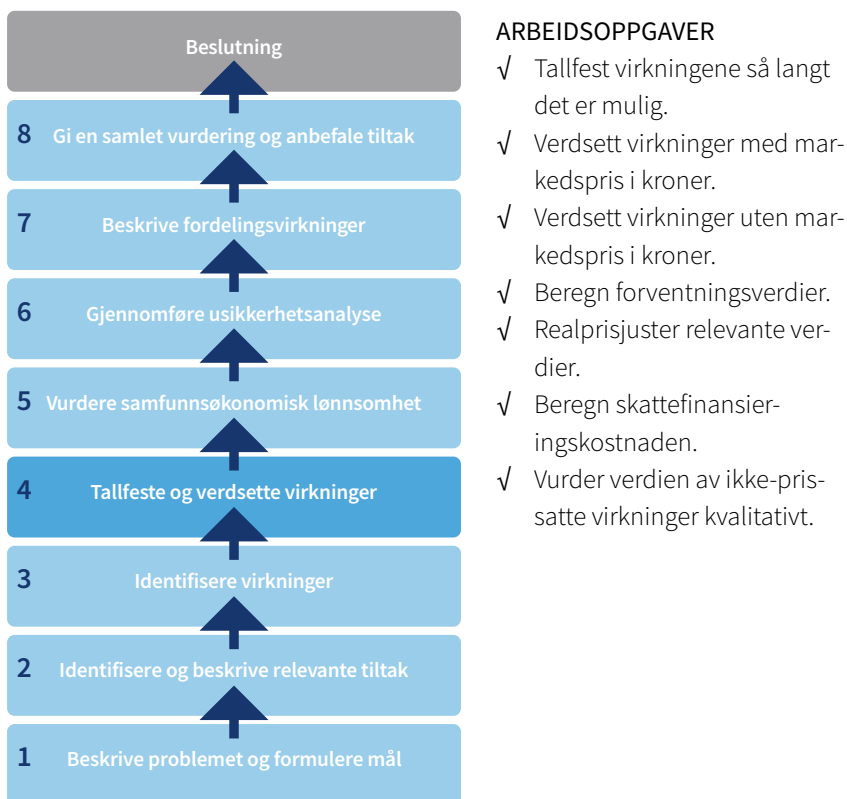 Beslutning
8 Gi en samlet vurdering og anbefale tiltak
7 Beskrive fordelingsvirkninger
6 Gjennomføre usikkerhetsanalyse
5 Vurdere samfunnsøkonomisk lønnsomhet
4 Tallfeste og verdsette virkninger
3 Identifisere virkninger
2 Identifisere og beskrive relevante tiltak
1 Beskrive problemet og formulere mål
ARBEIDSOPPGAVER
√ Tallfest virkningene så langt
det er mulig.
√ Verdsett virkninger med mar-
kedspris i kroner.
√ Verdsett virkninger uten mar-
kedspris i kroner.
√ Beregn forventningsverdier.
√ Realprisjuster relevante ver-
dier.
√ Beregn skattefinansier-
ingskostnaden.
√ Vurder verdien av ikke-pris-
satte virkninger kvalitativt.